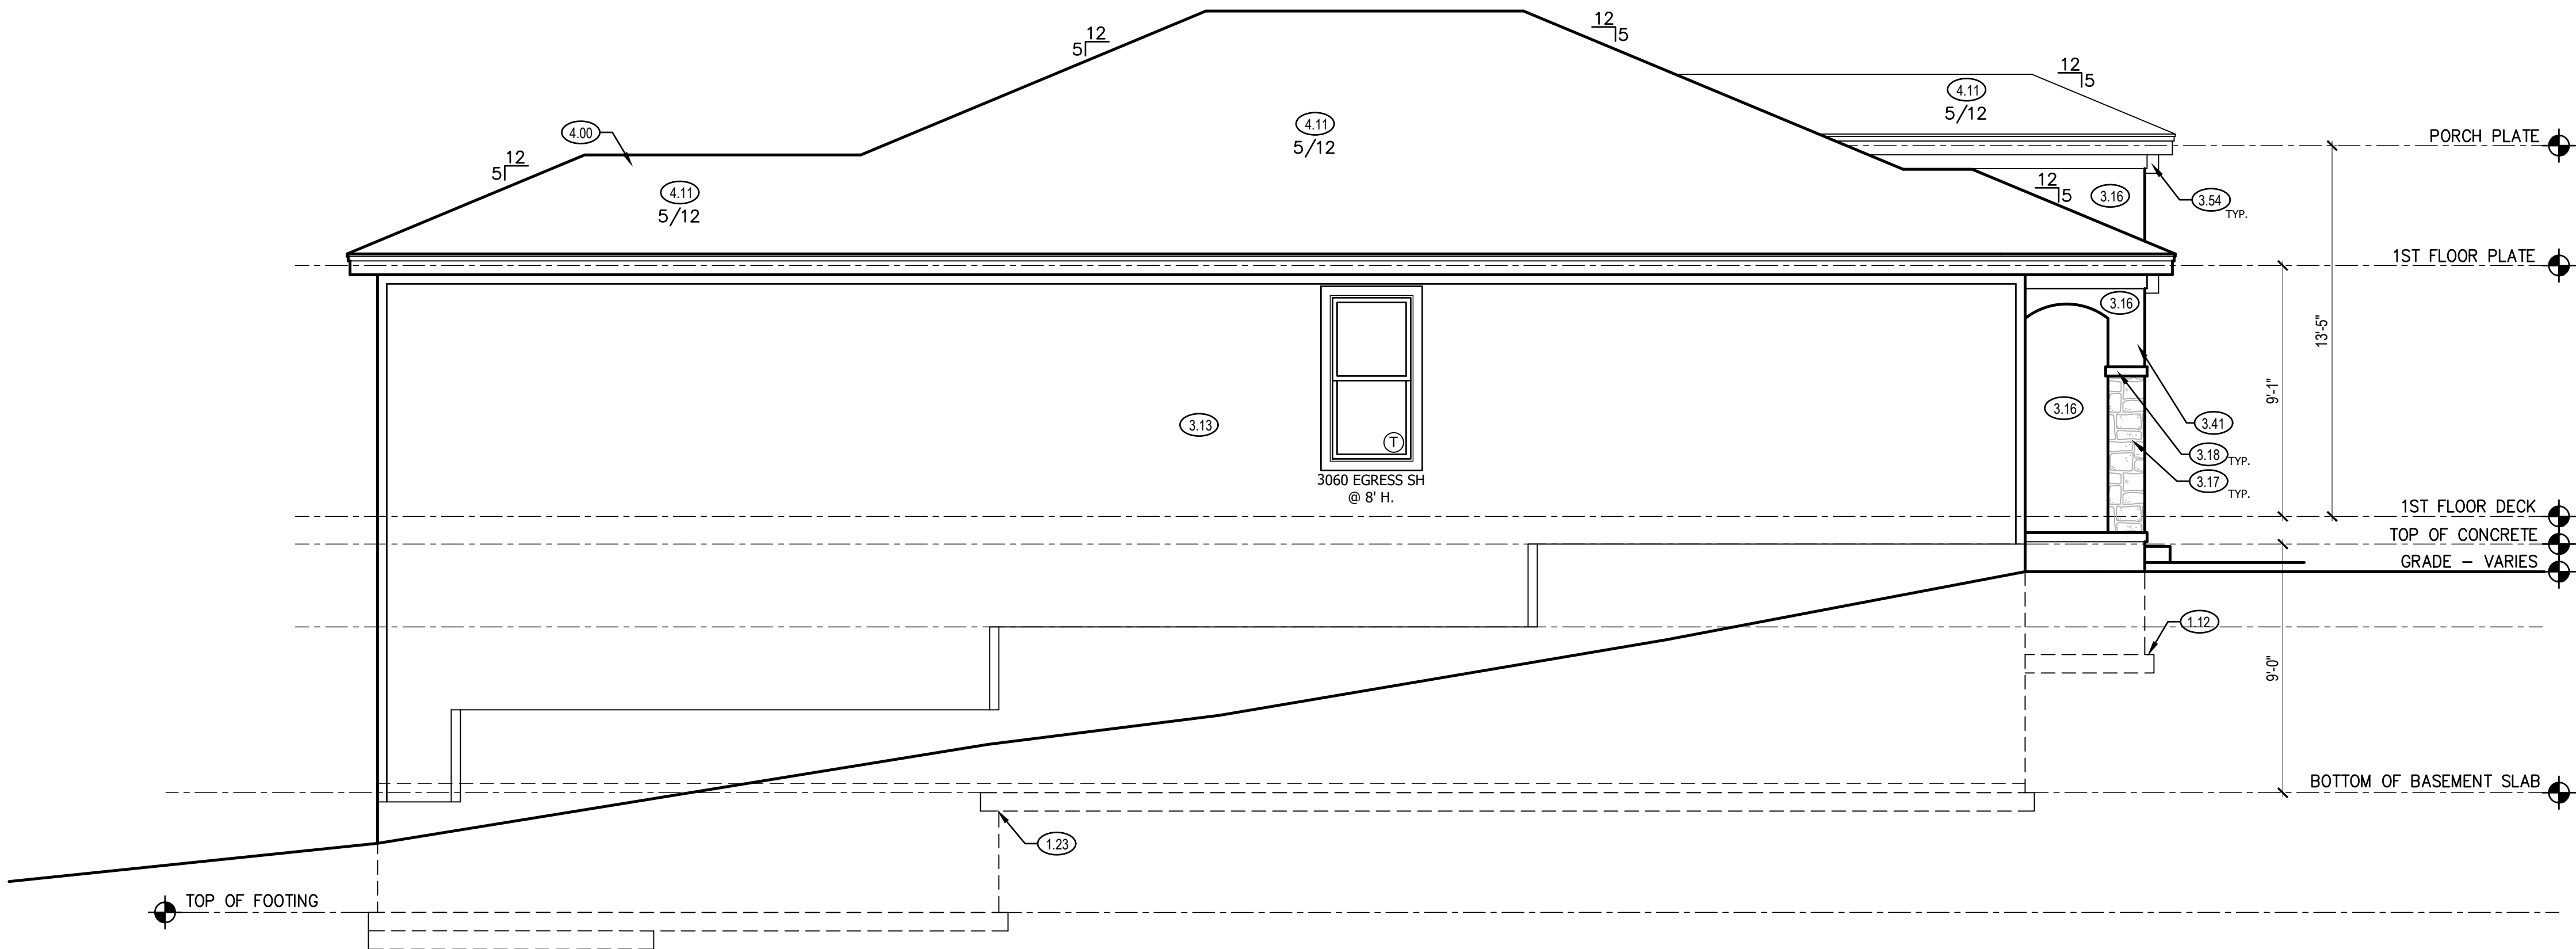 12
5
12
5
12
5
4.11
5/12
12
5
4.00
4.11
5/12
PORCH PLATE
12
5
4.11
5/12
12
5
3.16
3.54
TYP.
1ST FLOOR PLATE
3.16
13'-5"
9'-1"
3.16
3.13
T
3.41
3.18
TYP.
3.17
TYP.
3060 EGRESS SH
@ 8' H.
1ST FLOOR DECK
TOP OF CONCRETE
GRADE – VARIES
1.12
9'-0"
BOTTOM OF BASEMENT SLAB
1.23
TOP OF FOOTING